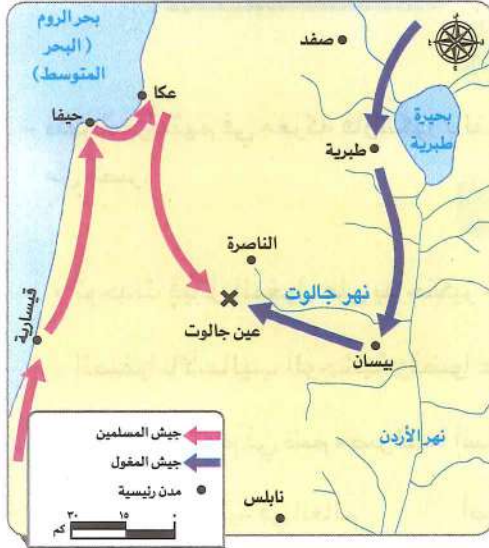 بحر الروم
(البحر
المتوسط)
صفد
عكا
حيفا
بحيرة
طبرية
طبرية
الناصرة
نهر جالوت
عين جالوت
قيسارية
بيسان
نهر الأردن
نابلس
جيش المسلمين
جيش المغول
مدن رئيسية
٣٠ ١٥ ٠
كم